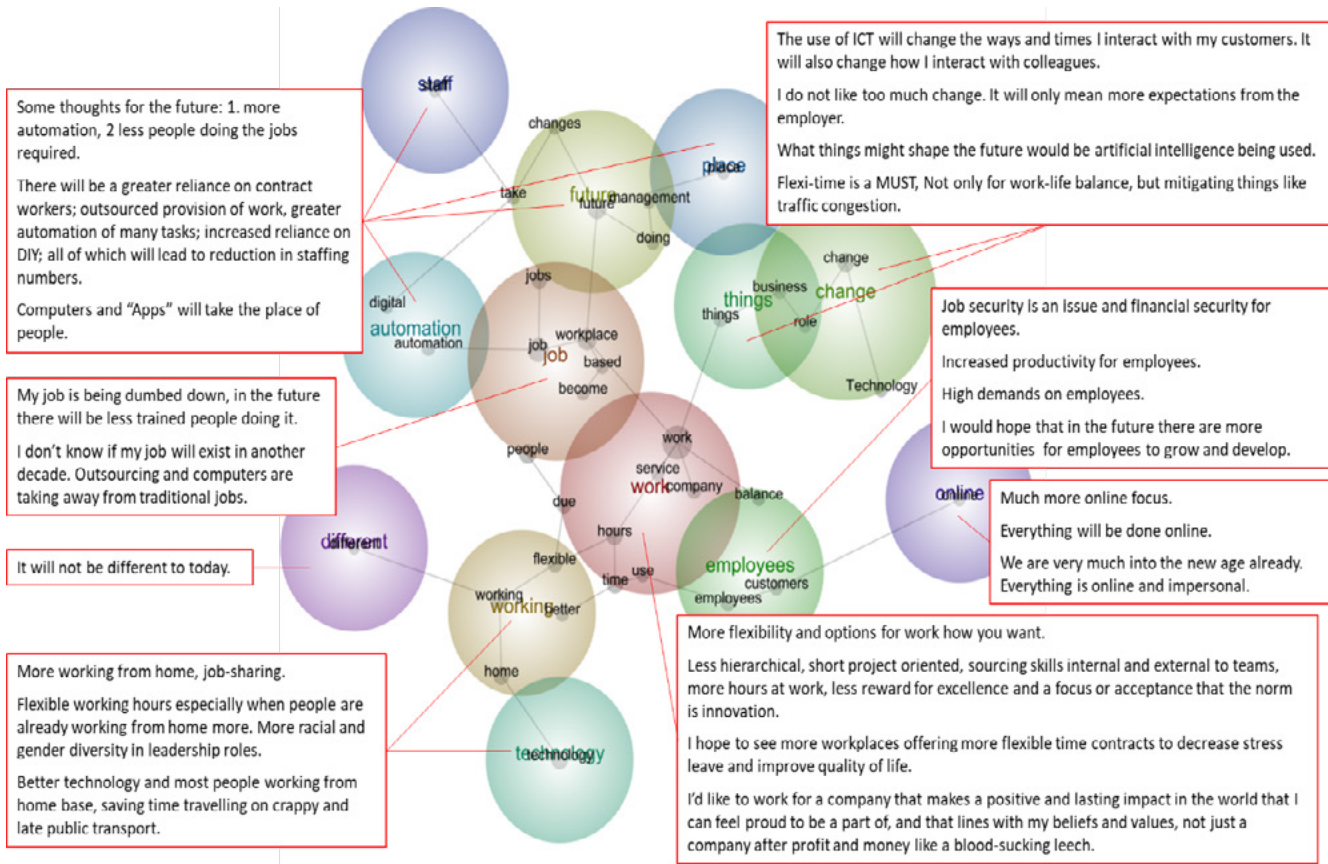 The use of ICT will change the ways and times I interact with my customers. It
will also change how I interact with colleagues.
I do not like too much change. It will only mean more expectations from the
employer.
What things might shape the future would be artificial intelligence being used.
Flexi-time is a MUST, Not only for work-life balance, but mitigating things like
traffic congestion.
Some thoughts for the future: 1. more
automation, 2 less people doing the jobs
required.
There will be a greater reliance on contract
workers; outsourced provision of work, greater
automation of many tasks; increased reliance on
DIY; all of which will lead to reduction in staffing
numbers.
Computers and “Apps” will take the place of
people.
staff
staff
changes
take
future
future
management
doing
place
place
change
business
things
change
things
role
Technology
digital
automation
automation
jobs
workplace
job
job
based
become
Job security is an issue and financial security for
employees.
Increased productivity for employees.
High demands on employees.
I would hope that in the future there are more
opportunities for employees to grow and develop.
My job is being dumbed down, in the future
there will be less trained people doing it.
I don’t know if my job will exist in another
decade. Outsourcing and computers are
taking away from traditional jobs.
people
work
service
work
company
balance
due
hours
flexible
time
use
employees
customers
employees
online
online
Much more online focus.
Everything will be done online.
We are very much into the new age already.
Everything is online and impersonal.
different
different
It will not be different to today.
working
working
better
home
technology
technology
More working from home, job-sharing.
Flexible working hours especially when people are
already working from home more. More racial and
gender diversity in leadership roles.
Better technology and most people working from
home base, saving time travelling on crappy and
late public transport.
More flexibility and options for work how you want.
Less hierarchical, short project oriented, sourcing skills internal and external to teams,
more hours at work, less reward for excellence and a focus or acceptance that the norm
is innovation.
I hope to see more workplaces offering more flexible time contracts to decrease stress
leave and improve quality of life.
I’d like to work for a company that makes a positive and lasting impact in the world that I
can feel proud to be a part of, and that lines with my beliefs and values, not just a
company after profit and money like a blood-sucking leech.